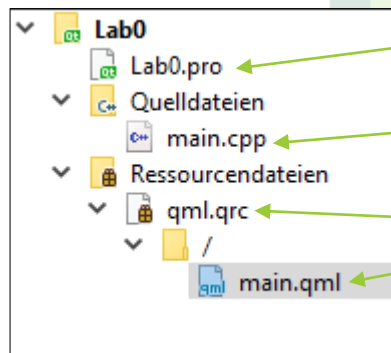 Lab0
Lab0.pro
Quelldateien
main.cpp
Ressourcendateien
qml.qrc
/
main.qml